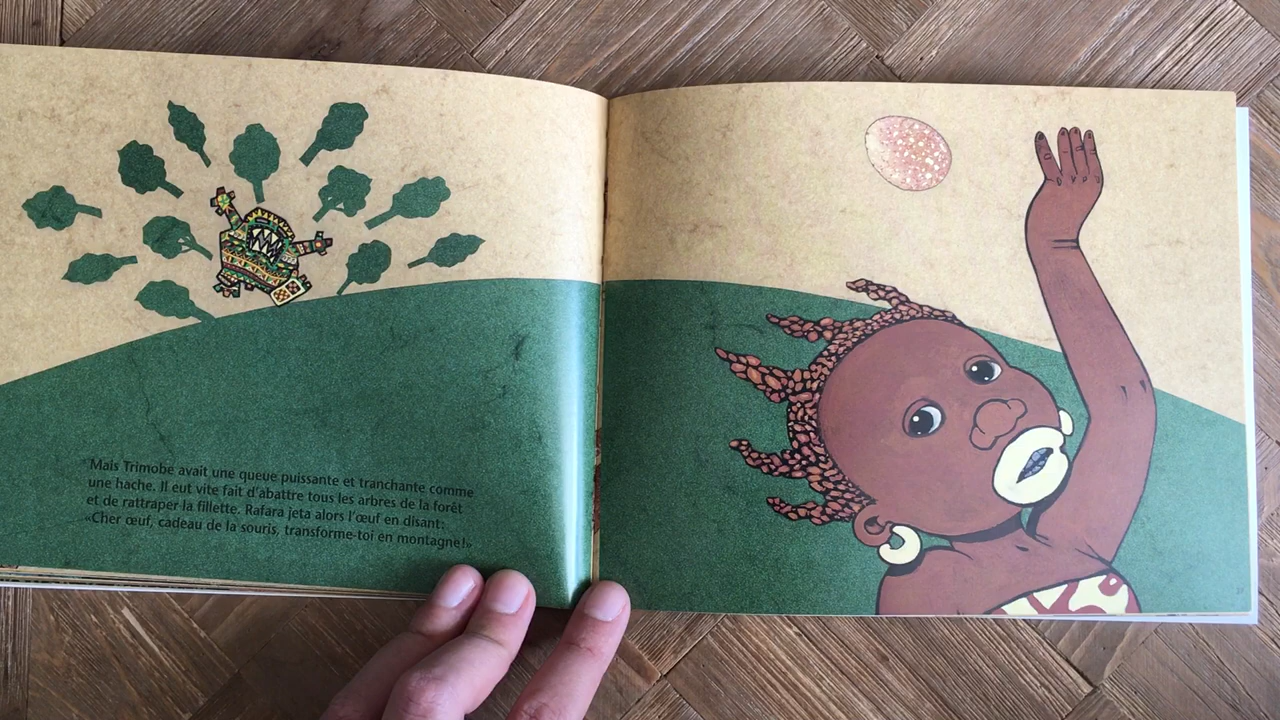 Mais Trimobe avait une queue puissante et tranchante comme
une hache. Il eut vite fait d'abattre tous les arbres de la forêt
et de rattraper la fillette. Rafara jeta alors l'œuf en disant:
«Cher œuf, cadeau de la souris, transforme-toi en montagne!»